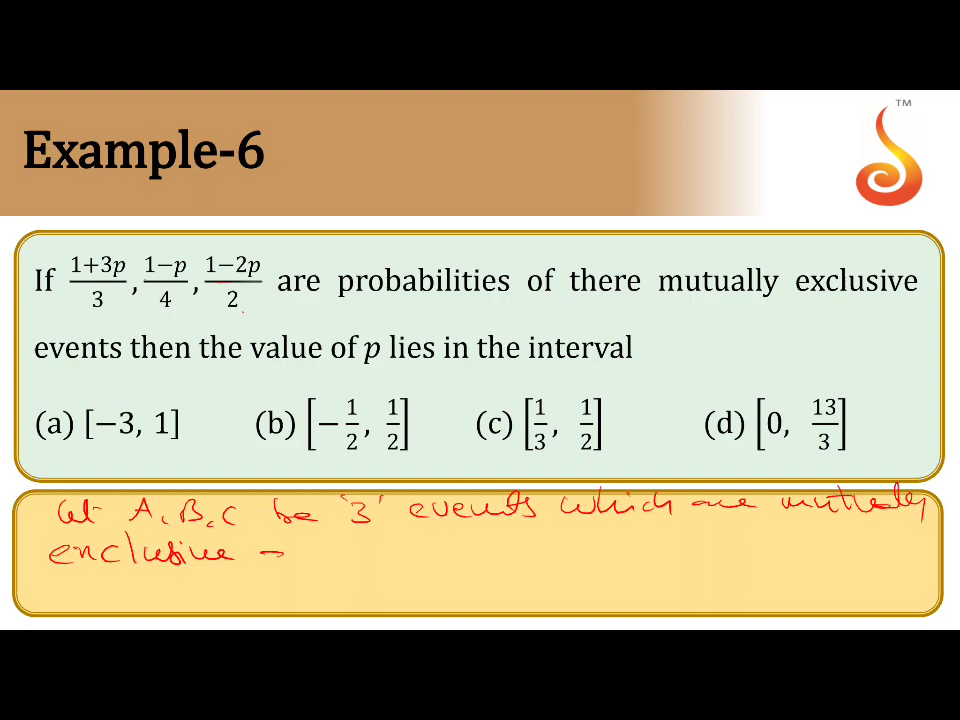 TM
Example-6
If (1+3p)/3, (1−p)/4, (1−2p)/2 are probabilities of there mutually exclusive
events then the value of p lies in the interval
(a) [−3, 1] (b) [−1/2, 1/2] (c) [1/3, 1/2] (d) [0, 13/3]
let A, B, C be '3' events which are mutually
exclusive -